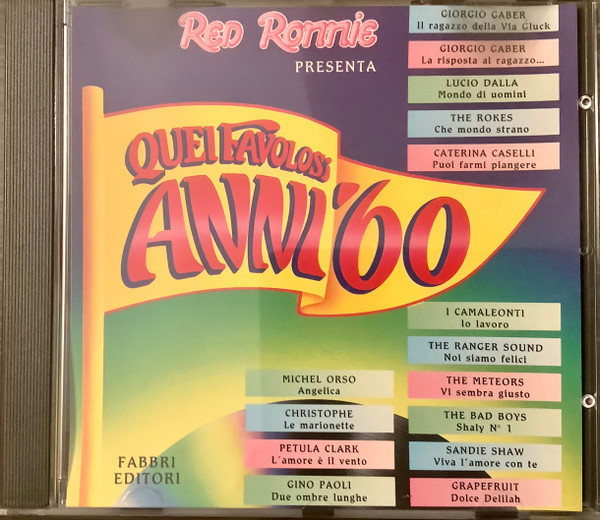 RED RONNIE
PRESENTA
QUEI FAVOLOSI
ANNI '60
GIORGIO GABER
Il ragazzo della Via Gluck
GIORGIO GABER
La risposta al ragazzo...
LUCIO DALLA
Mondo di uomini
THE ROKES
Che mondo strano
CATERINA CASELLI
Puoi farmi piangere
I CAMALEONTI
Io lavoro
THE RANGER SOUND
Noi siamo felici
THE METEORS
Vi sembra giusto
THE BAD BOYS
Shaly N° 1
SANDIE SHAW
Viva l'amore con te
GRAPEFRUIT
Dolce Delilah
MICHEL ORSO
Angelica
CHRISTOPHE
Le marionette
PETULA CLARK
L'amore è il vento
GINO PAOLI
Due ombre lunghe
FABBRI
EDITORI